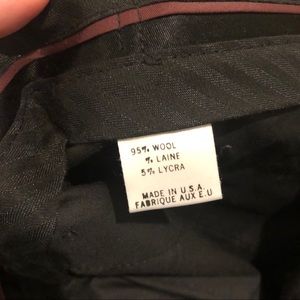 95% WOOL
% LAINE
5% LYCRA
MADE IN U.S.A.
FABRIQUE AUX E.U